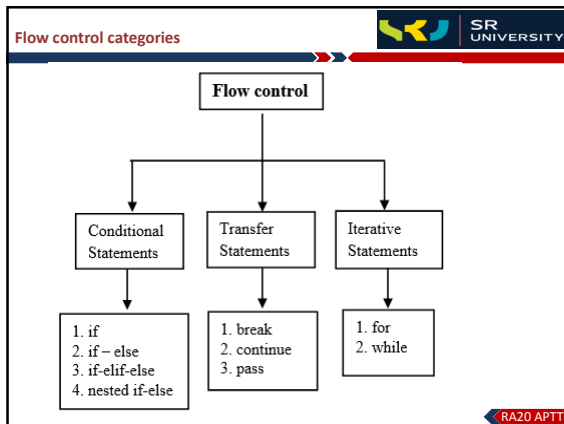 Flow control categories
SR
UNIVERSITY
Flow control
Conditional
Statements
Transfer
Statements
Iterative
Statements
1. if
2. if – else
3. if-elif-else
4. nested if-else
1. break
2. continue
3. pass
1. for
2. while
RA20 APTT